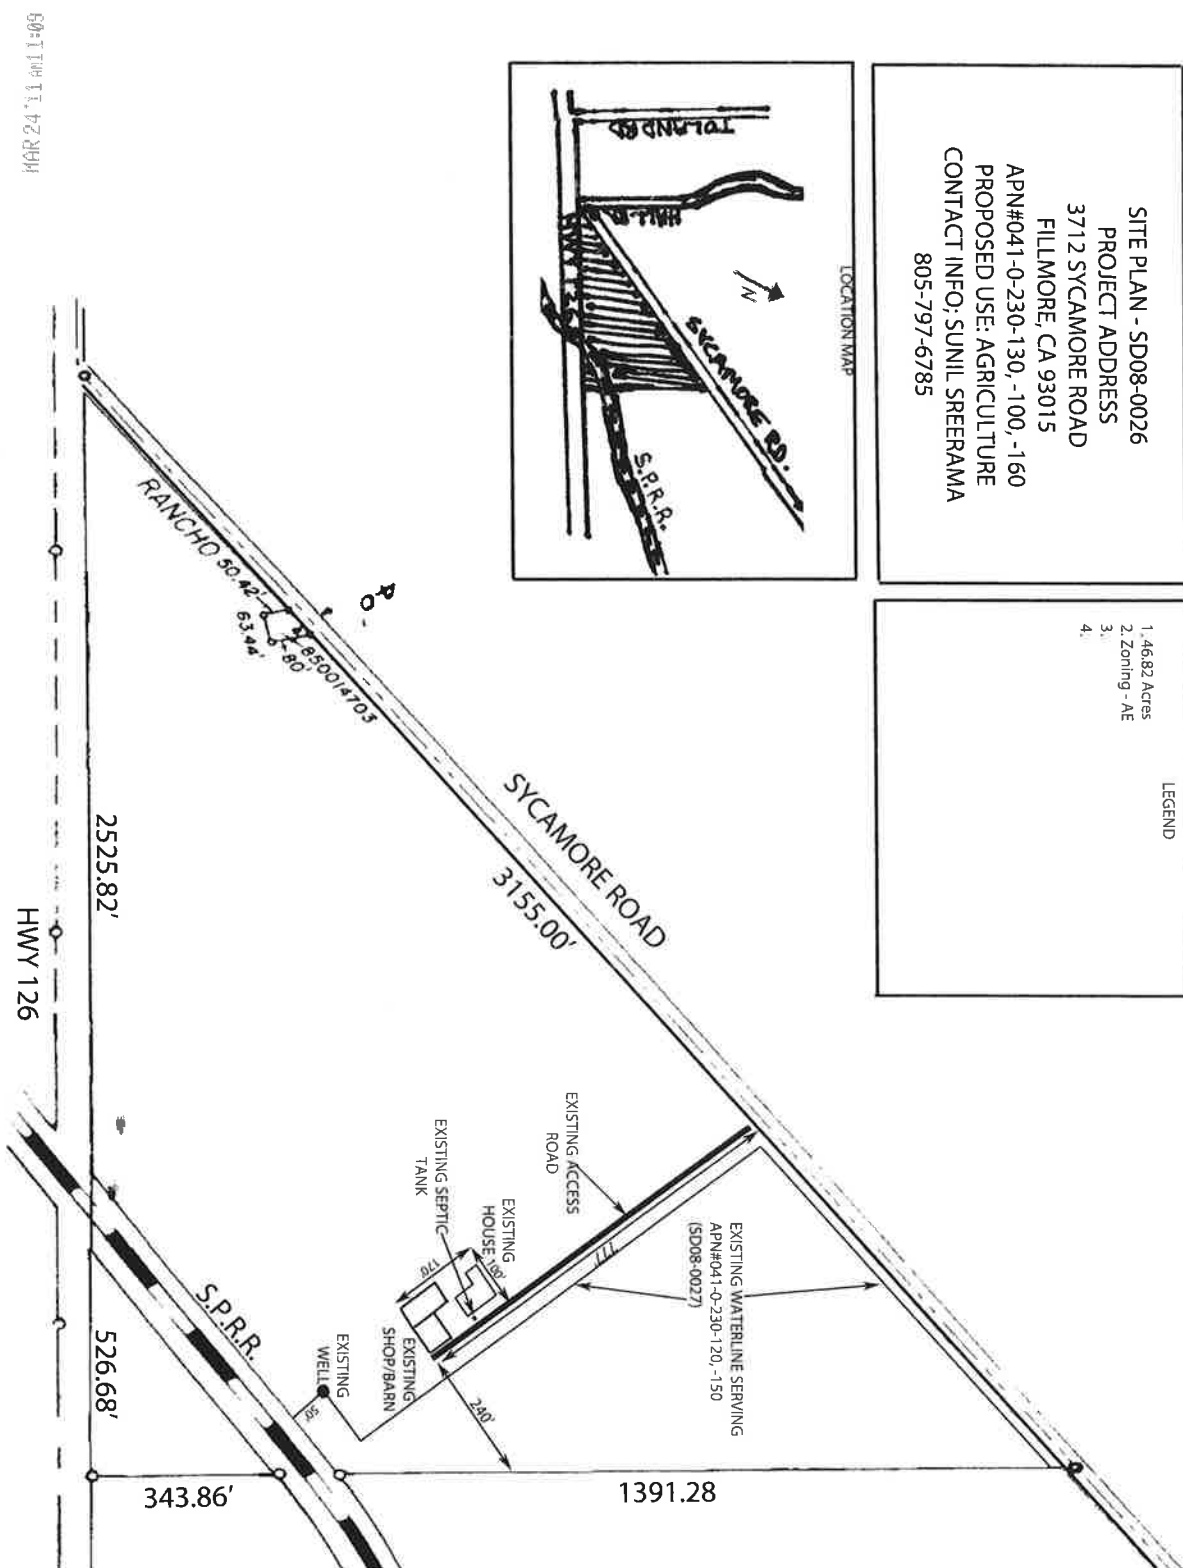 SITE PLAN - SD08-0026
PROJECT ADDRESS
3712 SYCAMORE ROAD
FILLMORE, CA 93015
APN#041-0-230-130, -100, -160
PROPOSED USE: AGRICULTURE
CONTACT INFO; SUNIL SREERAMA
805-797-6785
LEGEND
1. 46.82 Acres
2. Zoning - AE
3.
4.
LOCATION MAP
N
TOLAND RD
HALL RD
SYCAMORE RD.
HWY 126
S.P.R.R.
MAR 24 '11 AM 11:05
RANCHO
50.42'
63.44'
80'
850014703
SYCAMORE ROAD
3155.00'
EXISTING ACCESS
ROAD
EXISTING SEPTIC
TANK
EXISTING
HOUSE
100'
170'
777'
EXISTING WATERLINE SERVING
APN#041-0-230-120, -150
(SD08-0027)
EXISTING
SHOP/BARN
EXISTING
WELL
50'
240'
1391.28
343.86'
S.P.R.R.
2525.82'
526.68'
HWY 126